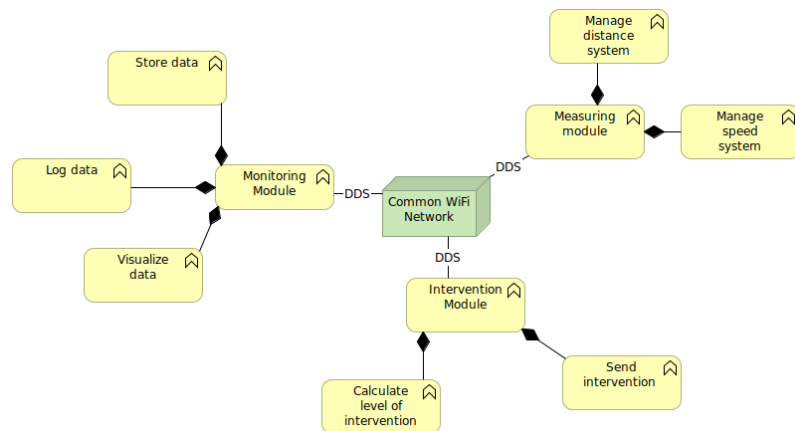 Manage
distance
system
Store data
Measuring
module
Manage
speed
system
Log data
Monitoring
Module
DDS
DDS
Common WiFi
Network
Visualize
data
DDS
Intervention
Module
Send
intervention
Calculate
level of
intervention